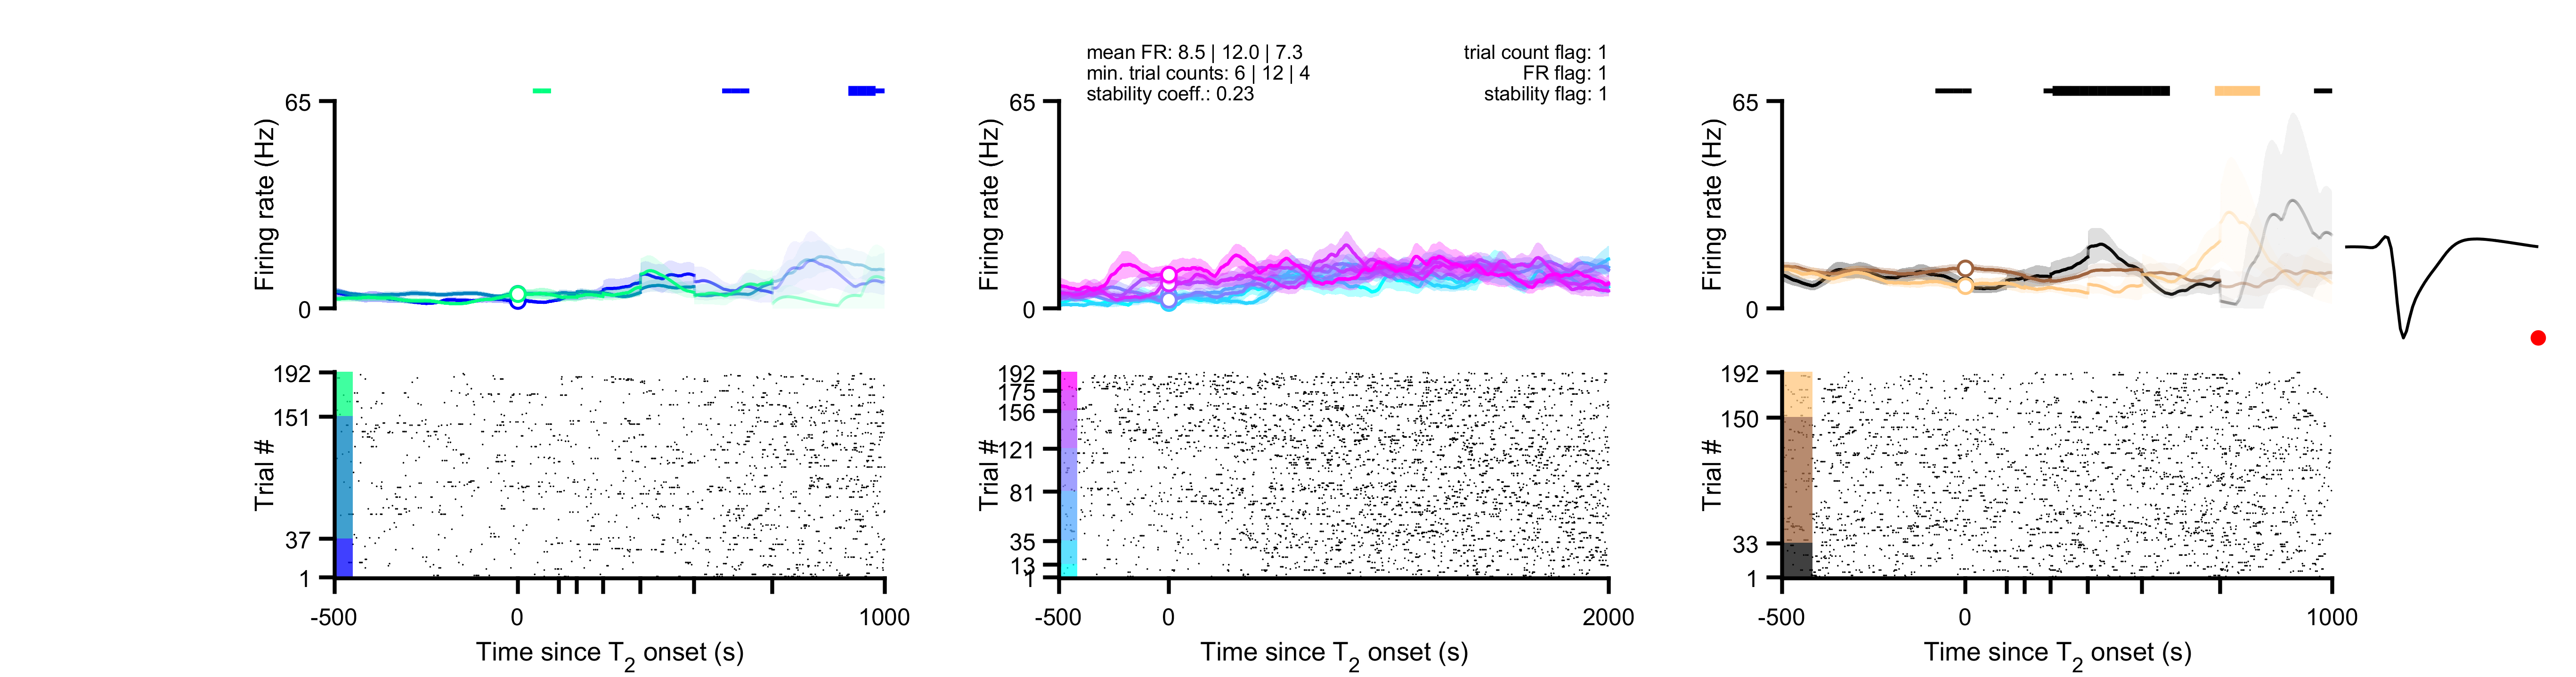 mean FR: 8.5 | 12.0 | 7.3
min. trial counts: 6 | 12 | 4
stability coeff.: 0.23
trial count flag: 1
FR flag: 1
stability flag: 1
65
0
Firing rate (Hz)
192
151
37
1
Trial #
-500
0
1000
Time since T2 onset (s)
65
0
Firing rate (Hz)
192
175
156
121
81
35
13
1
Trial #
-500
0
2000
Time since T2 onset (s)
65
0
Firing rate (Hz)
192
150
33
1
Trial #
-500
0
1000
Time since T2 onset (s)